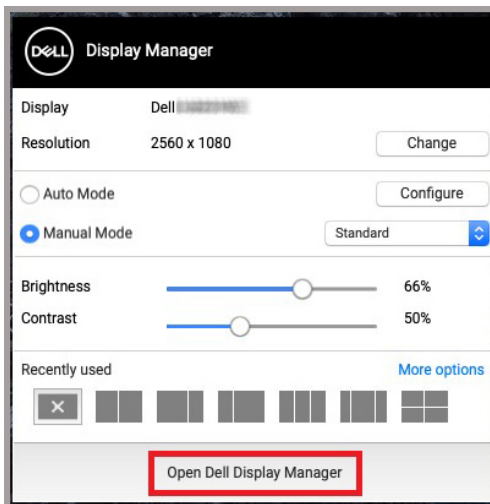 DELL Display Manager
Display Dell
Resolution 2560 x 1080 Change
Auto Mode Configure
Manual Mode Standard
Brightness 66%
Contrast 50%
Recently used More options
Open Dell Display Manager